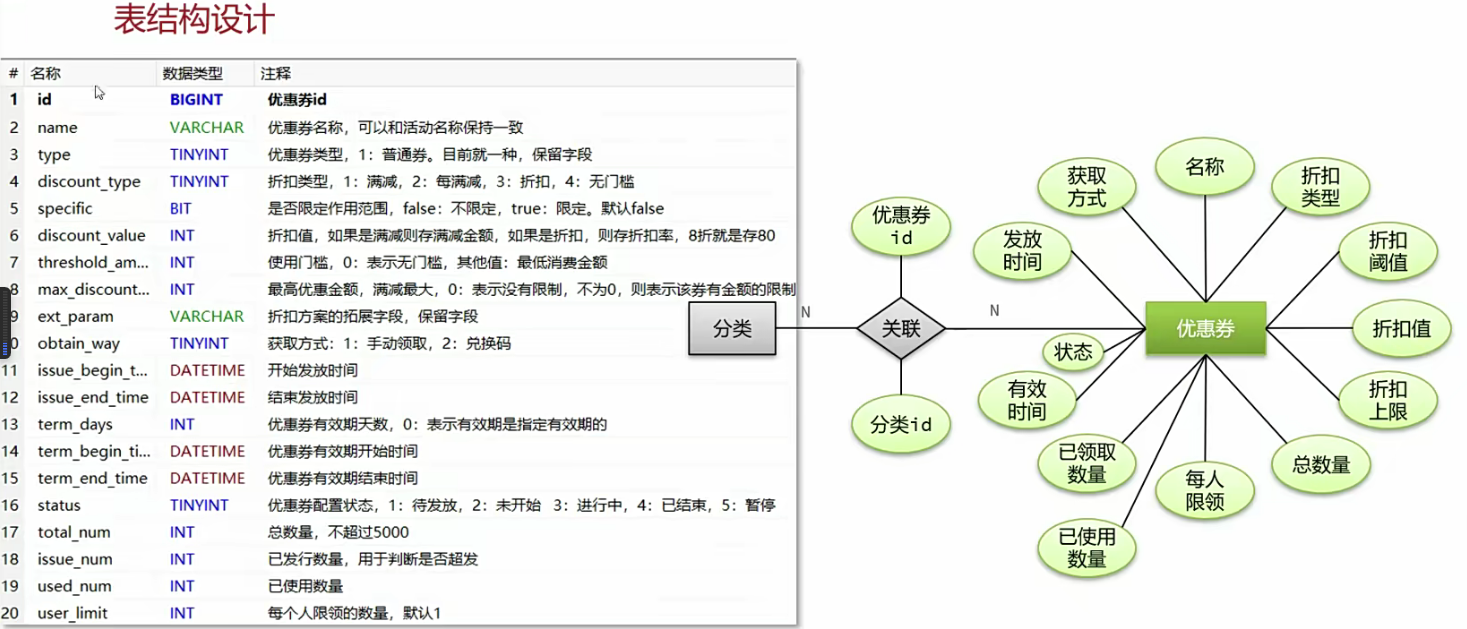 表结构设计
# 名称 数据类型 注释
1 id BIGINT 优惠券id
2 name VARCHAR 优惠券名称，可以和活动名称保持一致
3 type TINYINT 优惠券类型，1：普通券。目前就一种，保留字段
4 discount_type TINYINT 折扣类型，1：满减，2：每满减，3：折扣，4：无门槛
5 specific BIT 是否限定作用范围，false：不限定，true：限定。默认false
6 discount_value INT 折扣值，如果是满减则存满减金额，如果是折扣，则存折扣率，8折就是存80
7 threshold_am... INT 使用门槛，0：表示无门槛，其他值：最低消费金额
8 max_discount... INT 最高优惠金额，满减最大，0：表示没有限制，不为0，则表示该券有金额的限制
9 ext_param VARCHAR 折扣方案的拓展字段，保留字段
0 obtain_way TINYINT 获取方式：1：手动领取，2：兑换码
11 issue_begin_t... DATETIME 开始发放时间
12 issue_end_time DATETIME 结束发放时间
13 term_days INT 优惠券有效期天数，0：表示有效期是指定有效期的
14 term_begin_ti... DATETIME 优惠券有效期开始时间
15 term_end_time DATETIME 优惠券有效期结束时间
16 status TINYINT 优惠券配置状态，1：待发放，2：未开始 3：进行中，4：已结束，5：暂停
17 total_num INT 总数量，不超过5000
18 issue_num INT 已发行数量，用于判断是否超发
19 used_num INT 已使用数量
20 user_limit INT 每个人限领的数量，默认1
分类
N
优惠券
id
关联
分类id
N
优惠券
名称
获取
方式
折扣
类型
发放
时间
折扣
阈值
折扣值
状态
有效
时间
折扣
上限
已领取
数量
每人
限领
总数量
已使用
数量